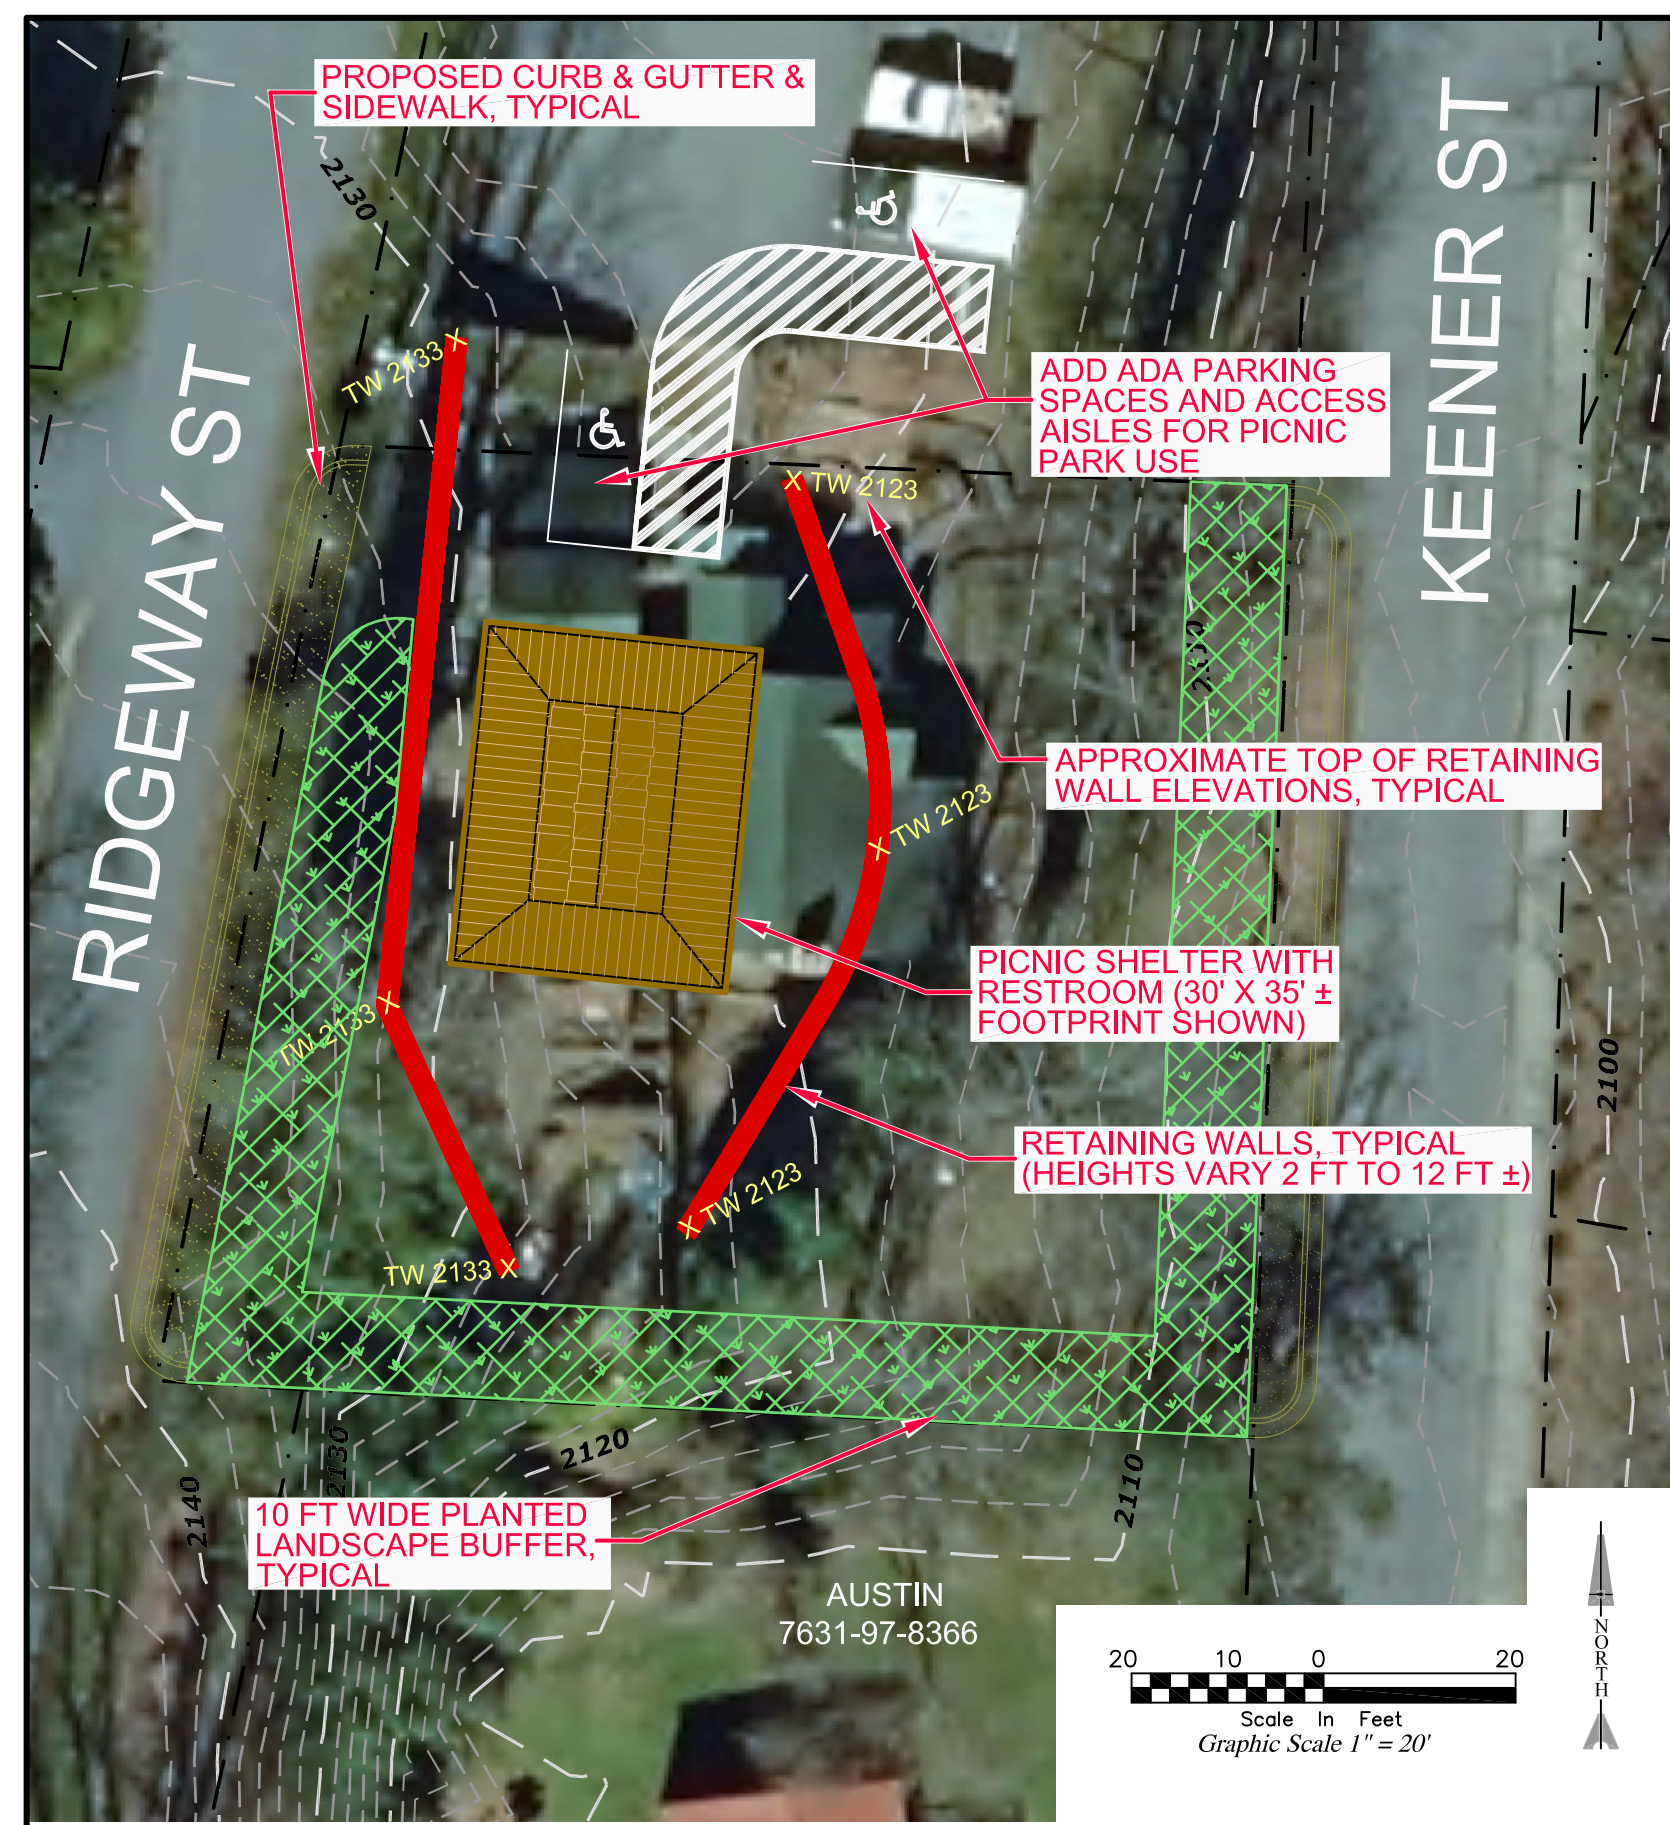 PROPOSED CURB & GUTTER &
SIDEWALK, TYPICAL
2130
KEENER ST
TW 2133 X
RIDGEWAY ST
ADD ADA PARKING
SPACES AND ACCESS
AISLES FOR PICNIC
PARK USE
X TW 2123
2110
APPROXIMATE TOP OF RETAINING
WALL ELEVATIONS, TYPICAL
X TW 2123
PICNIC SHELTER WITH
RESTROOM (30' X 35' ±
FOOTPRINT SHOWN)
TW 2133 X
2100
RETAINING WALLS, TYPICAL
(HEIGHTS VARY 2 FT TO 12 FT ±)
X TW 2123
TW 2133 X
2120
2130
2110
2140
10 FT WIDE PLANTED
LANDSCAPE BUFFER,
TYPICAL
AUSTIN
7631-97-8366
20 10 0 20
Scale In Feet
Graphic Scale 1" = 20'
NORTH